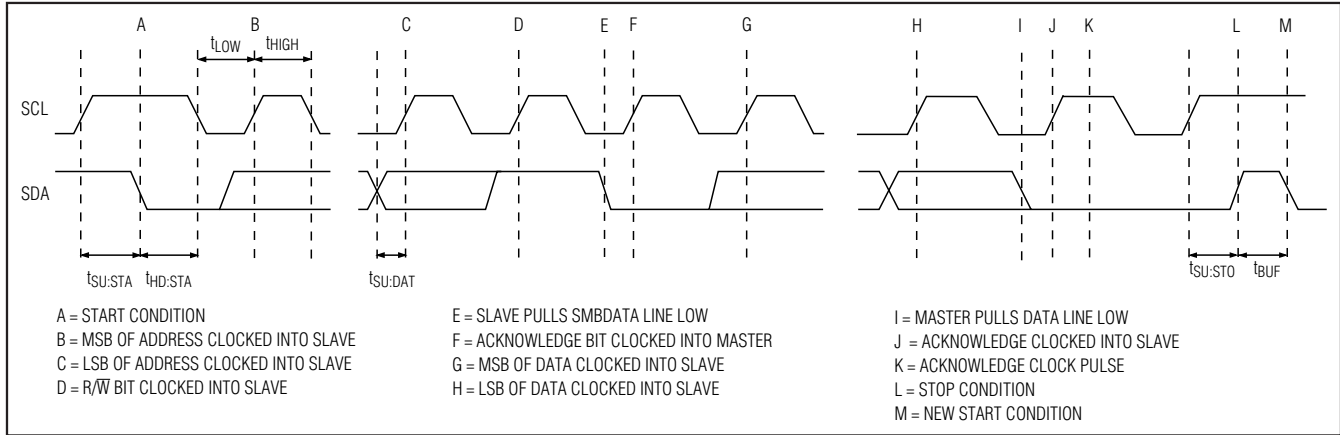 A B C D E F G H I J K L M
tLOW tHIGH
SCL
SDA
tSU:STA tHD:STA tSU:DAT tSU:STO tBUF
A = START CONDITION
B = MSB OF ADDRESS CLOCKED INTO SLAVE
C = LSB OF ADDRESS CLOCKED INTO SLAVE
D = R/W̅ BIT CLOCKED INTO SLAVE
E = SLAVE PULLS SMBDATA LINE LOW
F = ACKNOWLEDGE BIT CLOCKED INTO MASTER
G = MSB OF DATA CLOCKED INTO SLAVE
H = LSB OF DATA CLOCKED INTO SLAVE
I = MASTER PULLS DATA LINE LOW
J = ACKNOWLEDGE CLOCKED INTO SLAVE
K = ACKNOWLEDGE CLOCK PULSE
L = STOP CONDITION
M = NEW START CONDITION